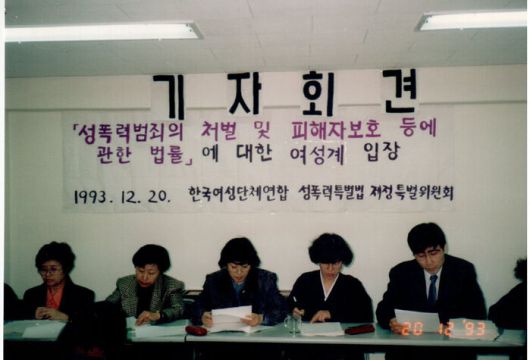 기자회견
「성폭력범죄의 처벌 및 피해자보호 등에
관한 법률」에 대한 여성계 입장
1993. 12. 20. 한국여성단체연합 성폭력특별법 제정특별위원회
20 12 '93